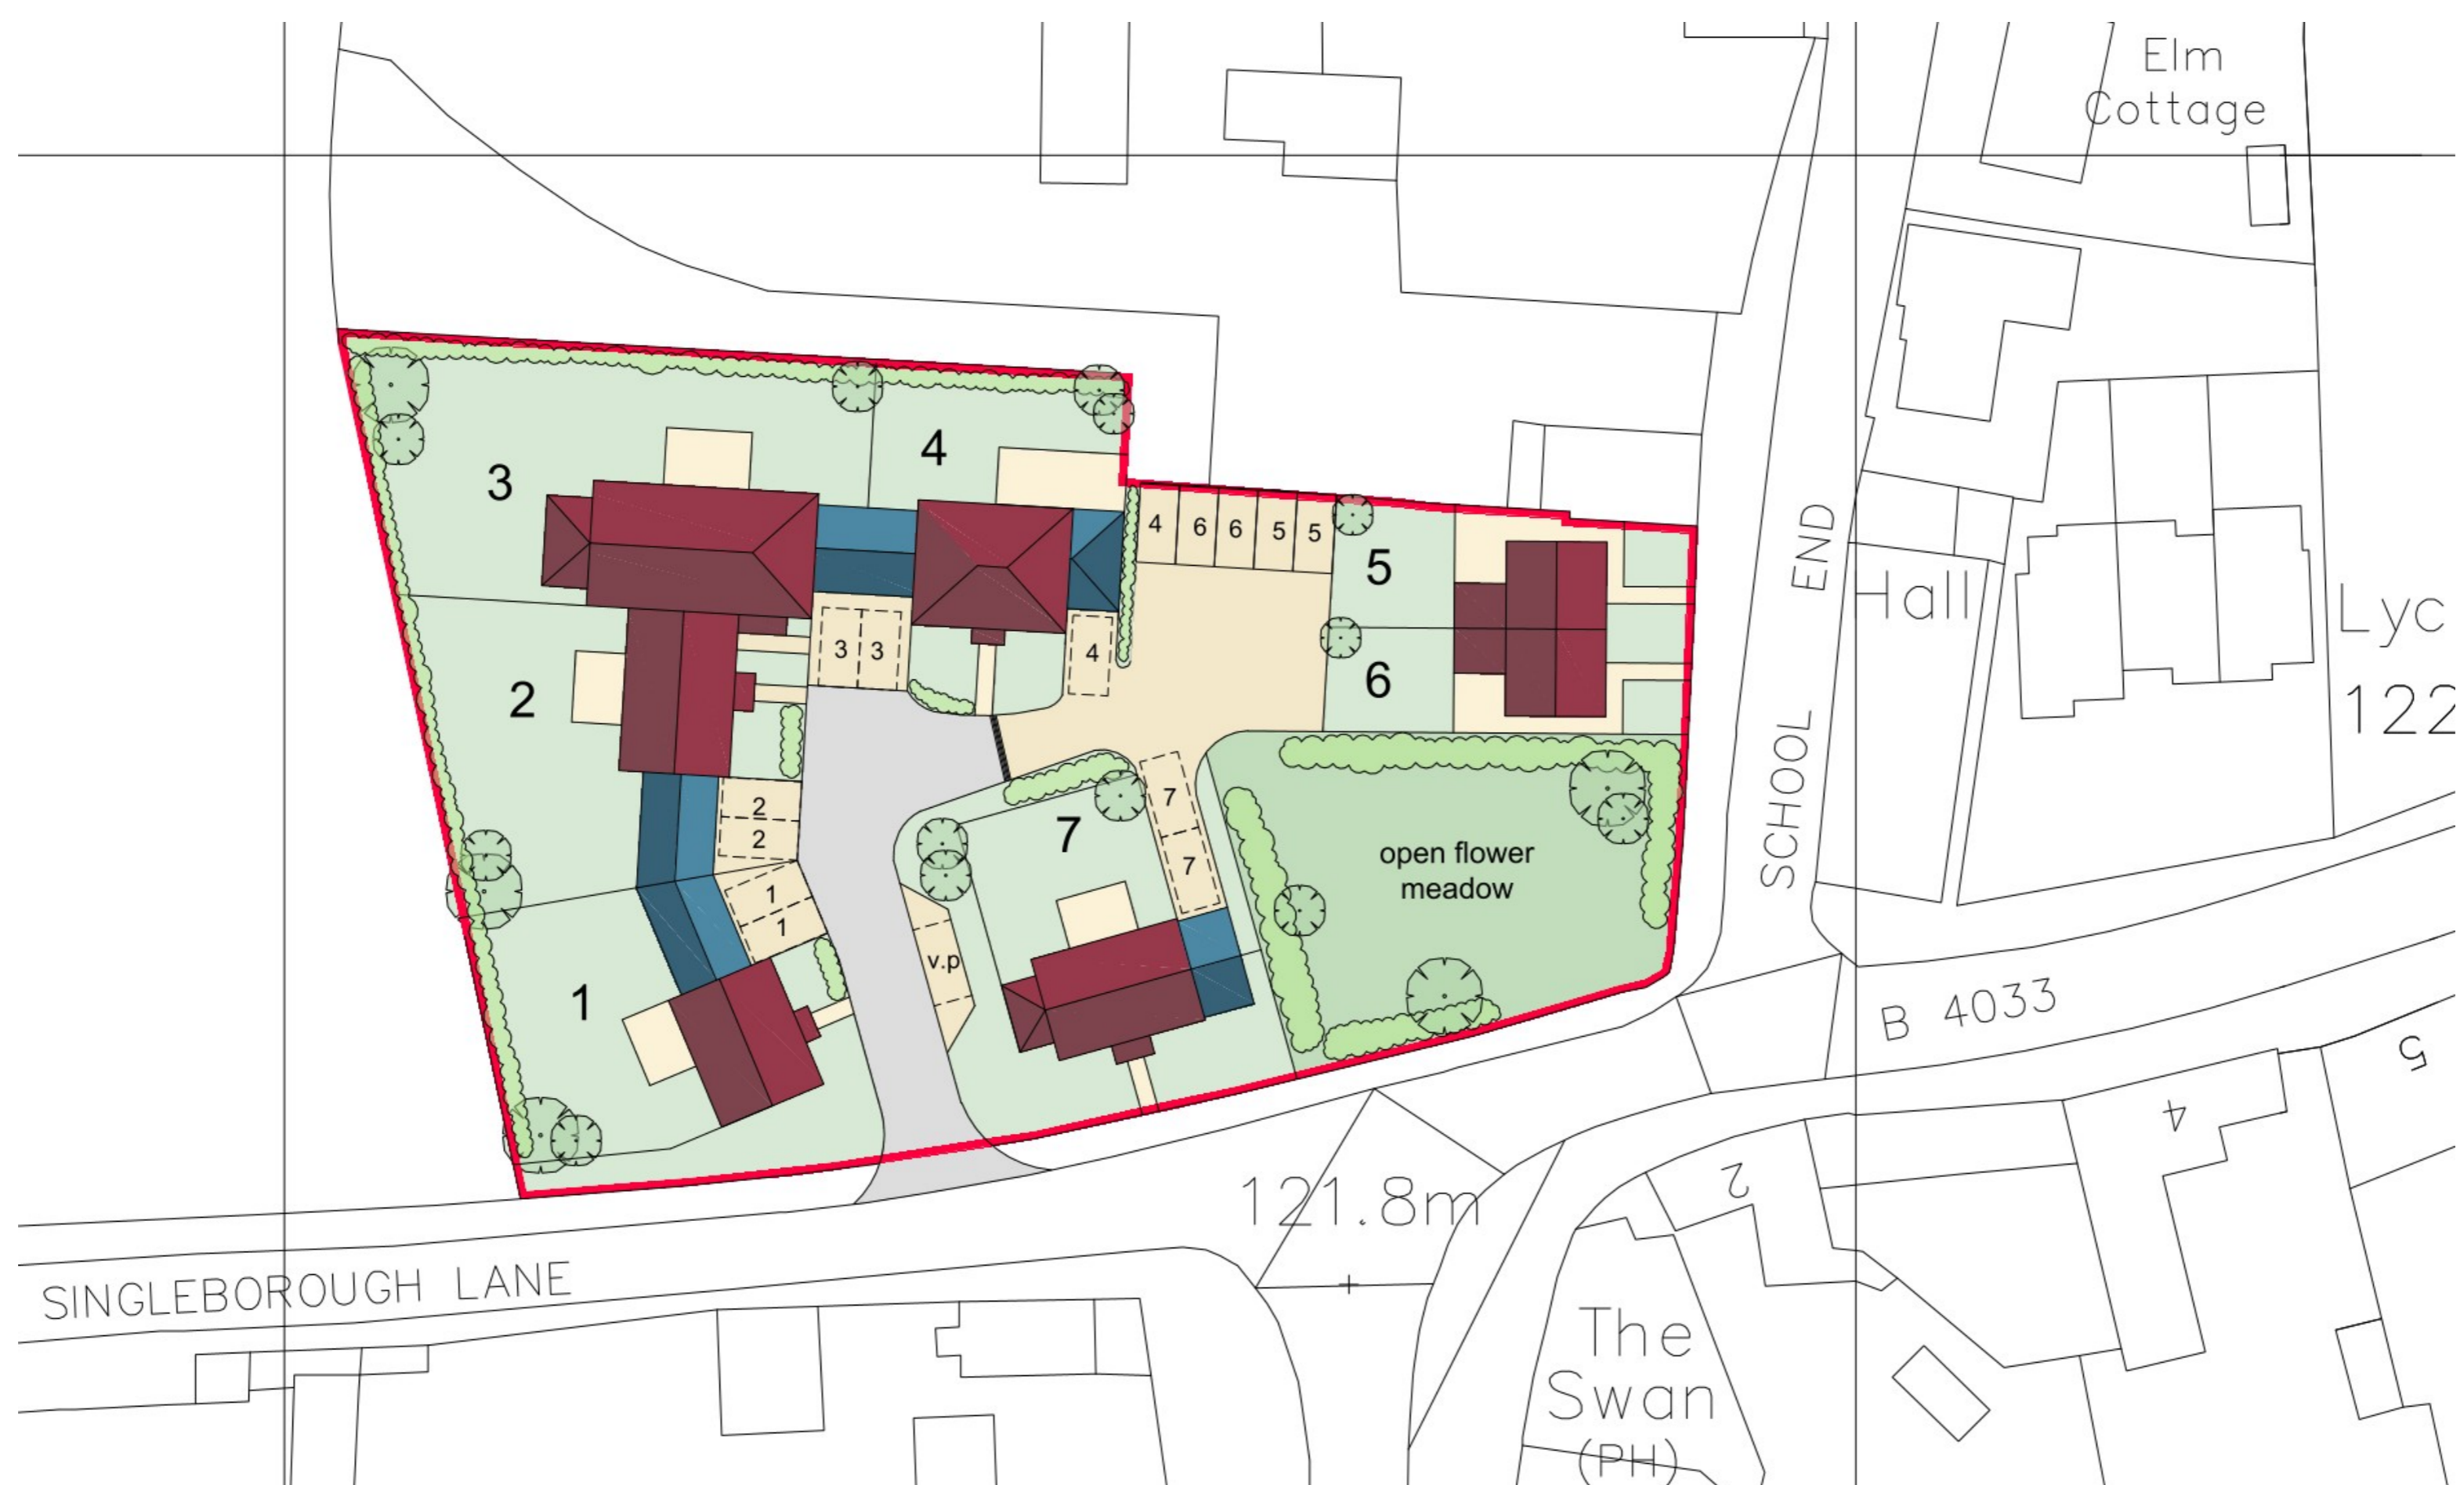 Elm
Cottage
4
3
4 6 6 5 5
5
SCHOOL END
Hall
Lyc
3 3
4
6
2
122
7
2
2
7
open flower
meadow
7
1
1
v.p
1
B 4033
5
4
2
121.8m
SINGLEBOROUGH LANE
The
Swan
(PH)